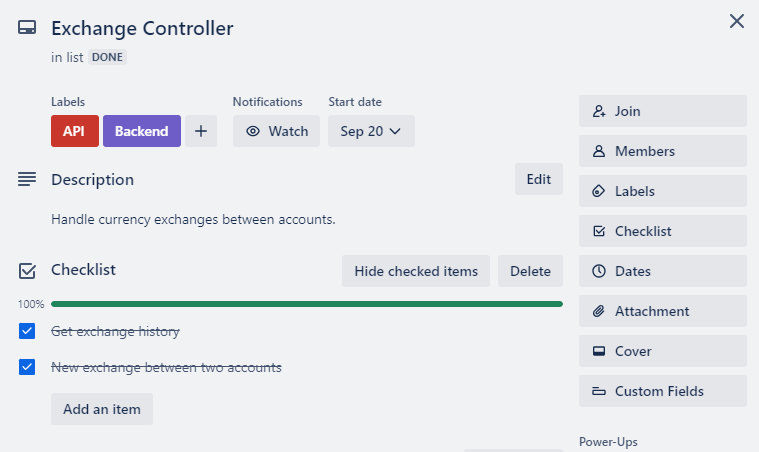 Exchange Controller
in list DONE
Labels
API Backend +
Notifications
Watch
Start date
Sep 20
Description
Edit
Handle currency exchanges between accounts.
Checklist
Hide checked items
Delete
100%
Get exchange history
New exchange between two accounts
Add an item
Join
Members
Labels
Checklist
Dates
Attachment
Cover
Custom Fields
Power-Ups